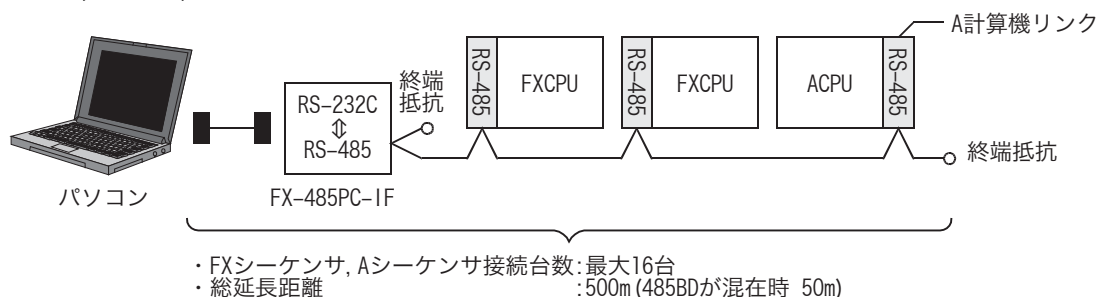 A計算機リンク
RS-485
FXCPU
RS-485
FXCPU
ACPU
RS-485
終端
抵抗
RS-232C
⇕
RS-485
終端抵抗
パソコン
FX-485PC-IF
・FXシーケンサ, Aシーケンサ接続台数:最大16台
・総延長距離 :500m(485BDが混在時 50m)